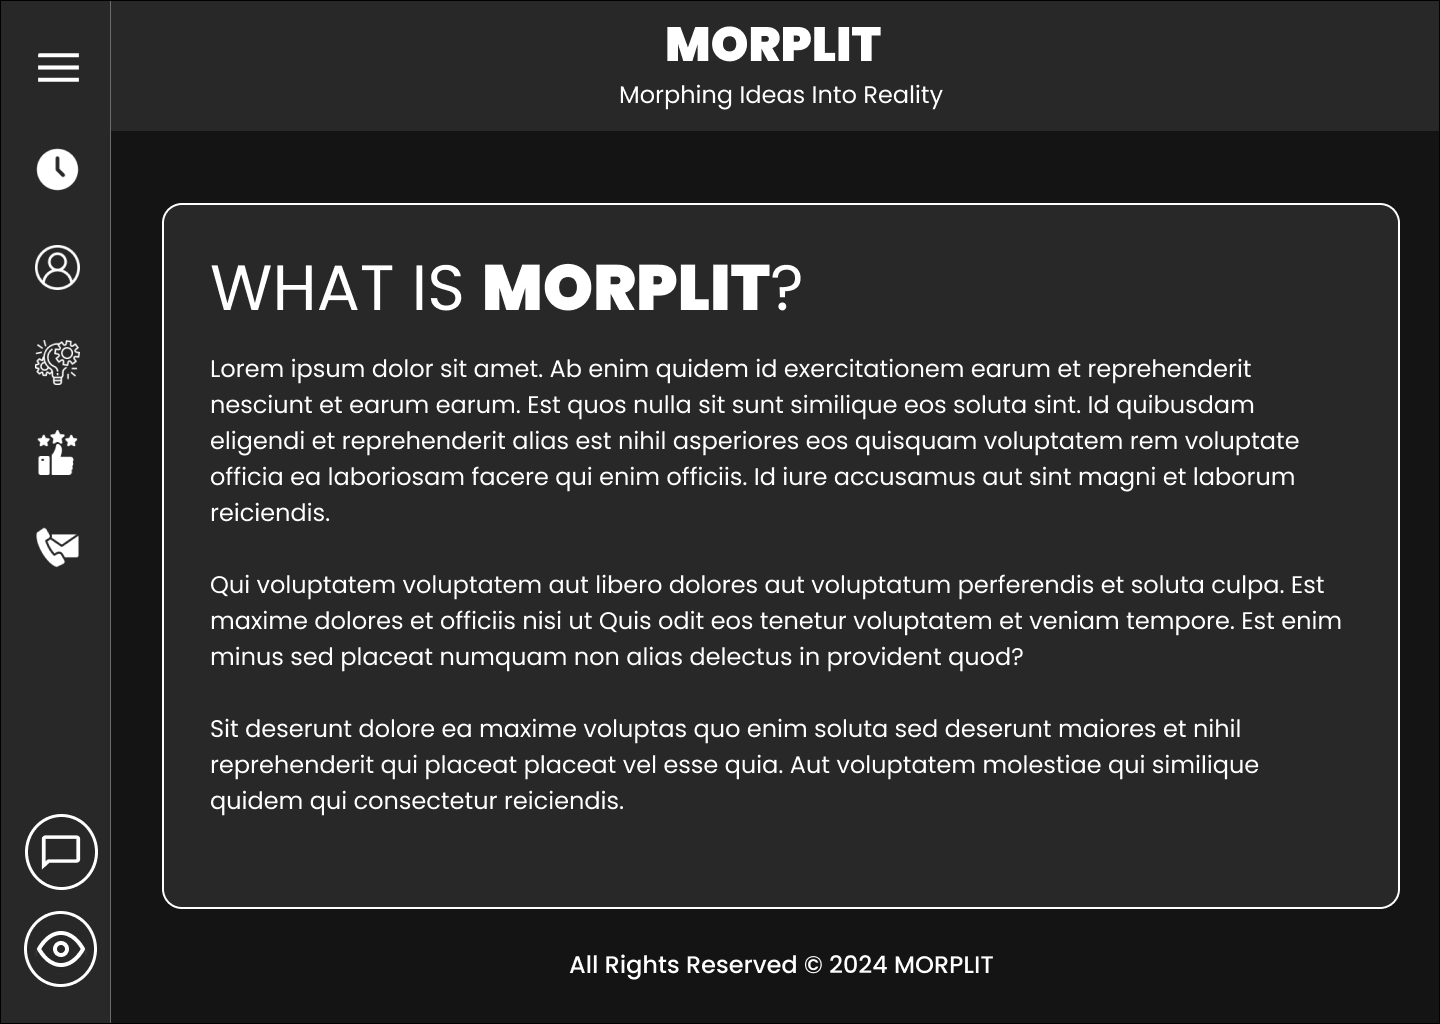 MORPLIT
Morphing Ideas Into Reality
WHAT IS MORPLIT?
Lorem ipsum dolor sit amet. Ab enim quidem id exercitationem earum et reprehenderit
nesciunt et earum earum. Est quos nulla sit sunt similique eos soluta sint. Id quibusdam
eligendi et reprehenderit alias est nihil asperiores eos quisquam voluptatem rem voluptate
officia ea laboriosam facere qui enim officiis. Id iure accusamus aut sint magni et laborum
reiciendis.
Qui voluptatem voluptatem aut libero dolores aut voluptatum perferendis et soluta culpa. Est
maxime dolores et officiis nisi ut Quis odit eos tenetur voluptatem et veniam tempore. Est enim
minus sed placeat numquam non alias delectus in provident quod?
Sit deserunt dolore ea maxime voluptas quo enim soluta sed deserunt maiores et nihil
reprehenderit qui placeat placeat vel esse quia. Aut voluptatem molestiae qui similique
quidem qui consectetur reiciendis.
All Rights Reserved © 2024 MORPLIT